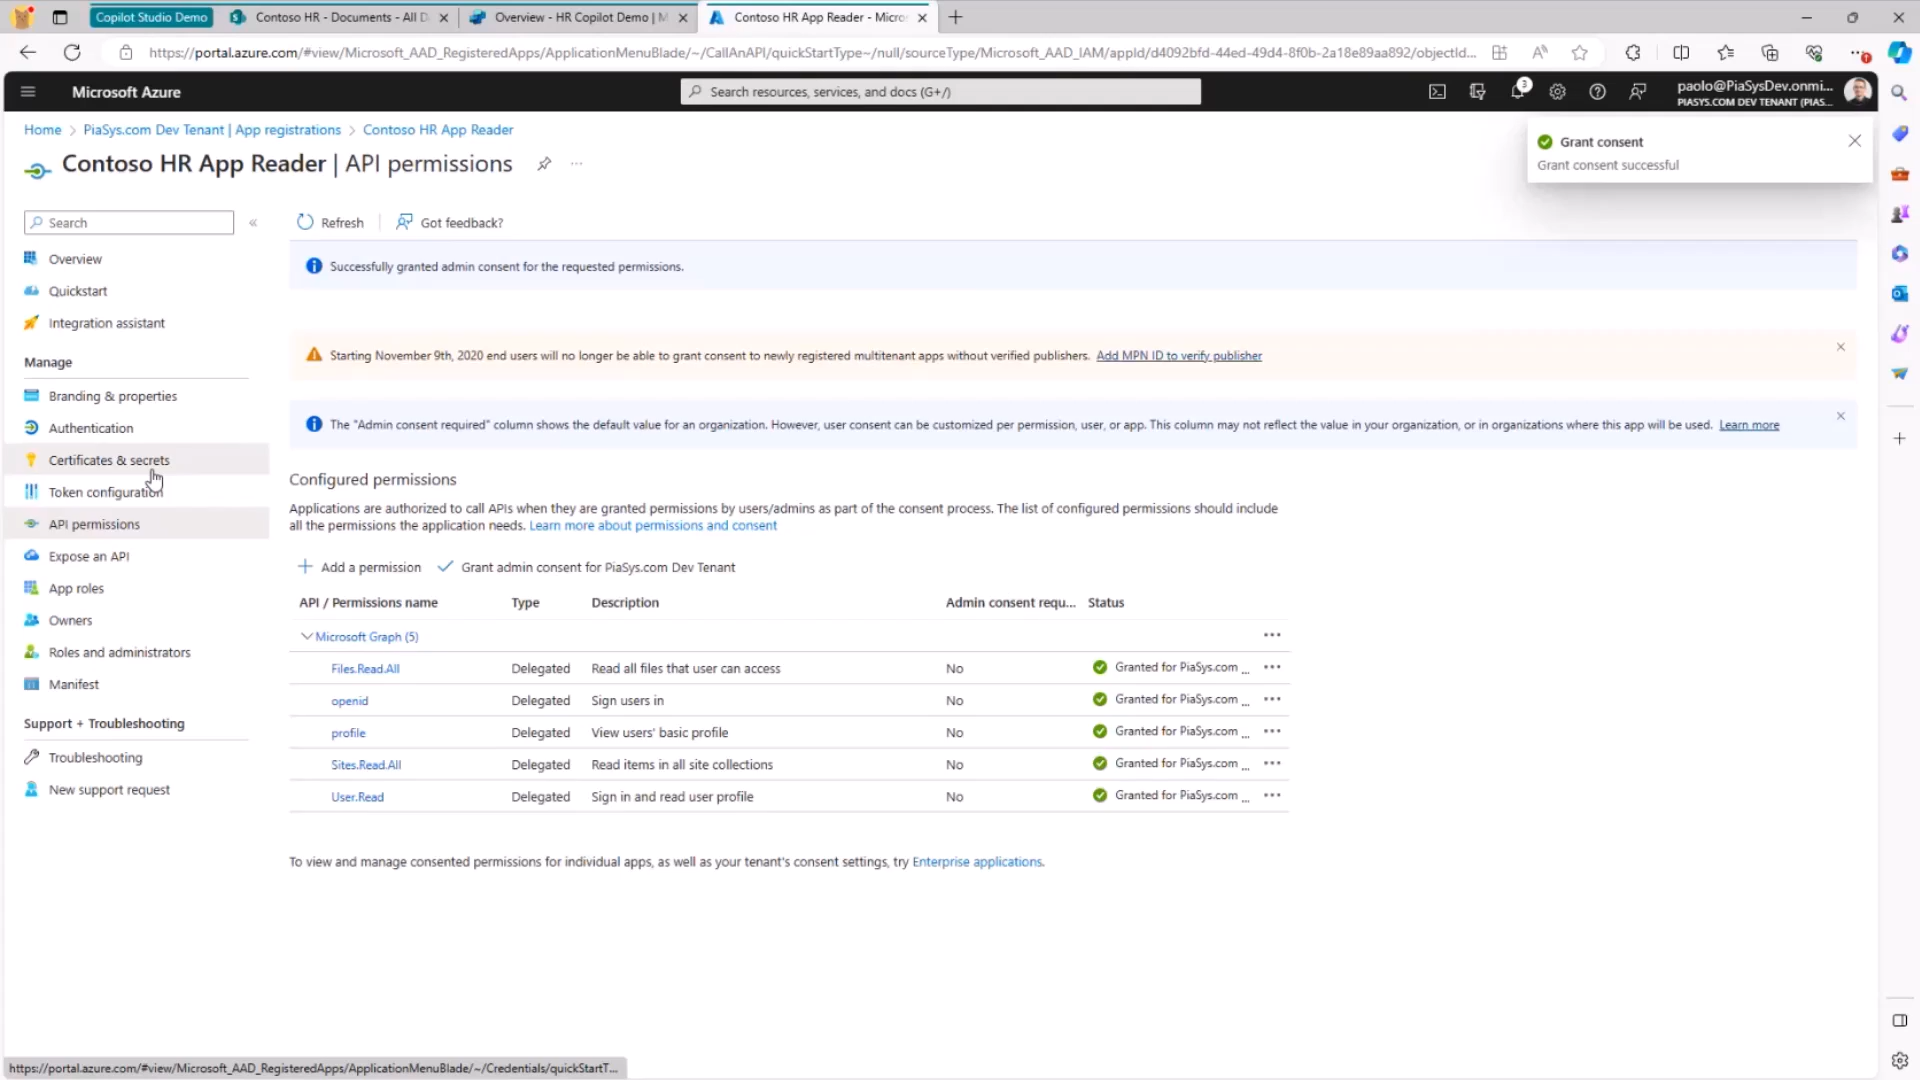 Copilot Studio Demo
Contoso HR - Documents - All D
Overview - HR Copilot Demo | M
Contoso HR App Reader - Micro
https://portal.azure.com/#view/Microsoft_AAD_RegisteredApps/ApplicationMenuBlade/~/CallAnAPI/quickStartType~/null/sourceType/Microsoft_AAD_IAM/appId/d4092bfd-44ed-49d4-8f0b-2a18e89aa892/objectId...
Microsoft Azure
Search resources, services, and docs (G+/)
3
paolo@PiaSysDev.onmi...
PIASYS.COM DEV TENANT (PIAS...
Home > PiaSys.com Dev Tenant | App registrations > Contoso HR App Reader
Contoso HR App Reader | API permissions
...
Grant consent
Grant consent successful
Search
«
Refresh
Got feedback?
Successfully granted admin consent for the requested permissions.
Starting November 9th, 2020 end users will no longer be able to grant consent to newly registered multitenant apps without verified publishers. Add MPN ID to verify publisher
The "Admin consent required" column shows the default value for an organization. However, user consent can be customized per permission, user, or app. This column may not reflect the value in your organization, or in organizations where this app will be used. Learn more
Overview
Quickstart
Integration assistant
Manage
Branding & properties
Authentication
Certificates & secrets
Token configuration
API permissions
Expose an API
App roles
Owners
Roles and administrators
Manifest
Support + Troubleshooting
Troubleshooting
New support request
Configured permissions
Applications are authorized to call APIs when they are granted permissions by users/admins as part of the consent process. The list of configured permissions should include
all the permissions the application needs. Learn more about permissions and consent
Add a permission
Grant admin consent for PiaSys.com Dev Tenant
API / Permissions name Type Description Admin consent requ... Status
Microsoft Graph (5) ...
Files.Read.All Delegated Read all files that user can access No Granted for PiaSys.com ... ...
openid Delegated Sign users in No Granted for PiaSys.com ... ...
profile Delegated View users' basic profile No Granted for PiaSys.com ... ...
Sites.Read.All Delegated Read items in all site collections No Granted for PiaSys.com ... ...
User.Read Delegated Sign in and read user profile No Granted for PiaSys.com ... ...
To view and manage consented permissions for individual apps, as well as your tenant's consent settings, try Enterprise applications.
https://portal.azure.com/#view/Microsoft_AAD_RegisteredApps/ApplicationMenuBlade/~/Credentials/quickStartT...